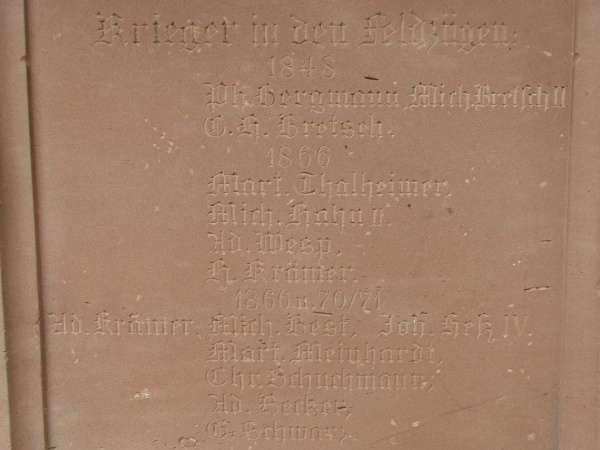 Krieger in den Feldzügen:
1848
Ph. Bergmann, Mich. Bretsch II
G. H. Bretsch.
1866
Mart. Thalheimer,
Mich. Hahn II.
Ad. Wesp,
H. Krämer.
1866 u. 70/71.
Ad. Krämer, Mich. Best, Joh. Heß IV.
Mart. Meinhardt,
Chr. Schuchmann,
Ad. Becker,
G. Schwarz.